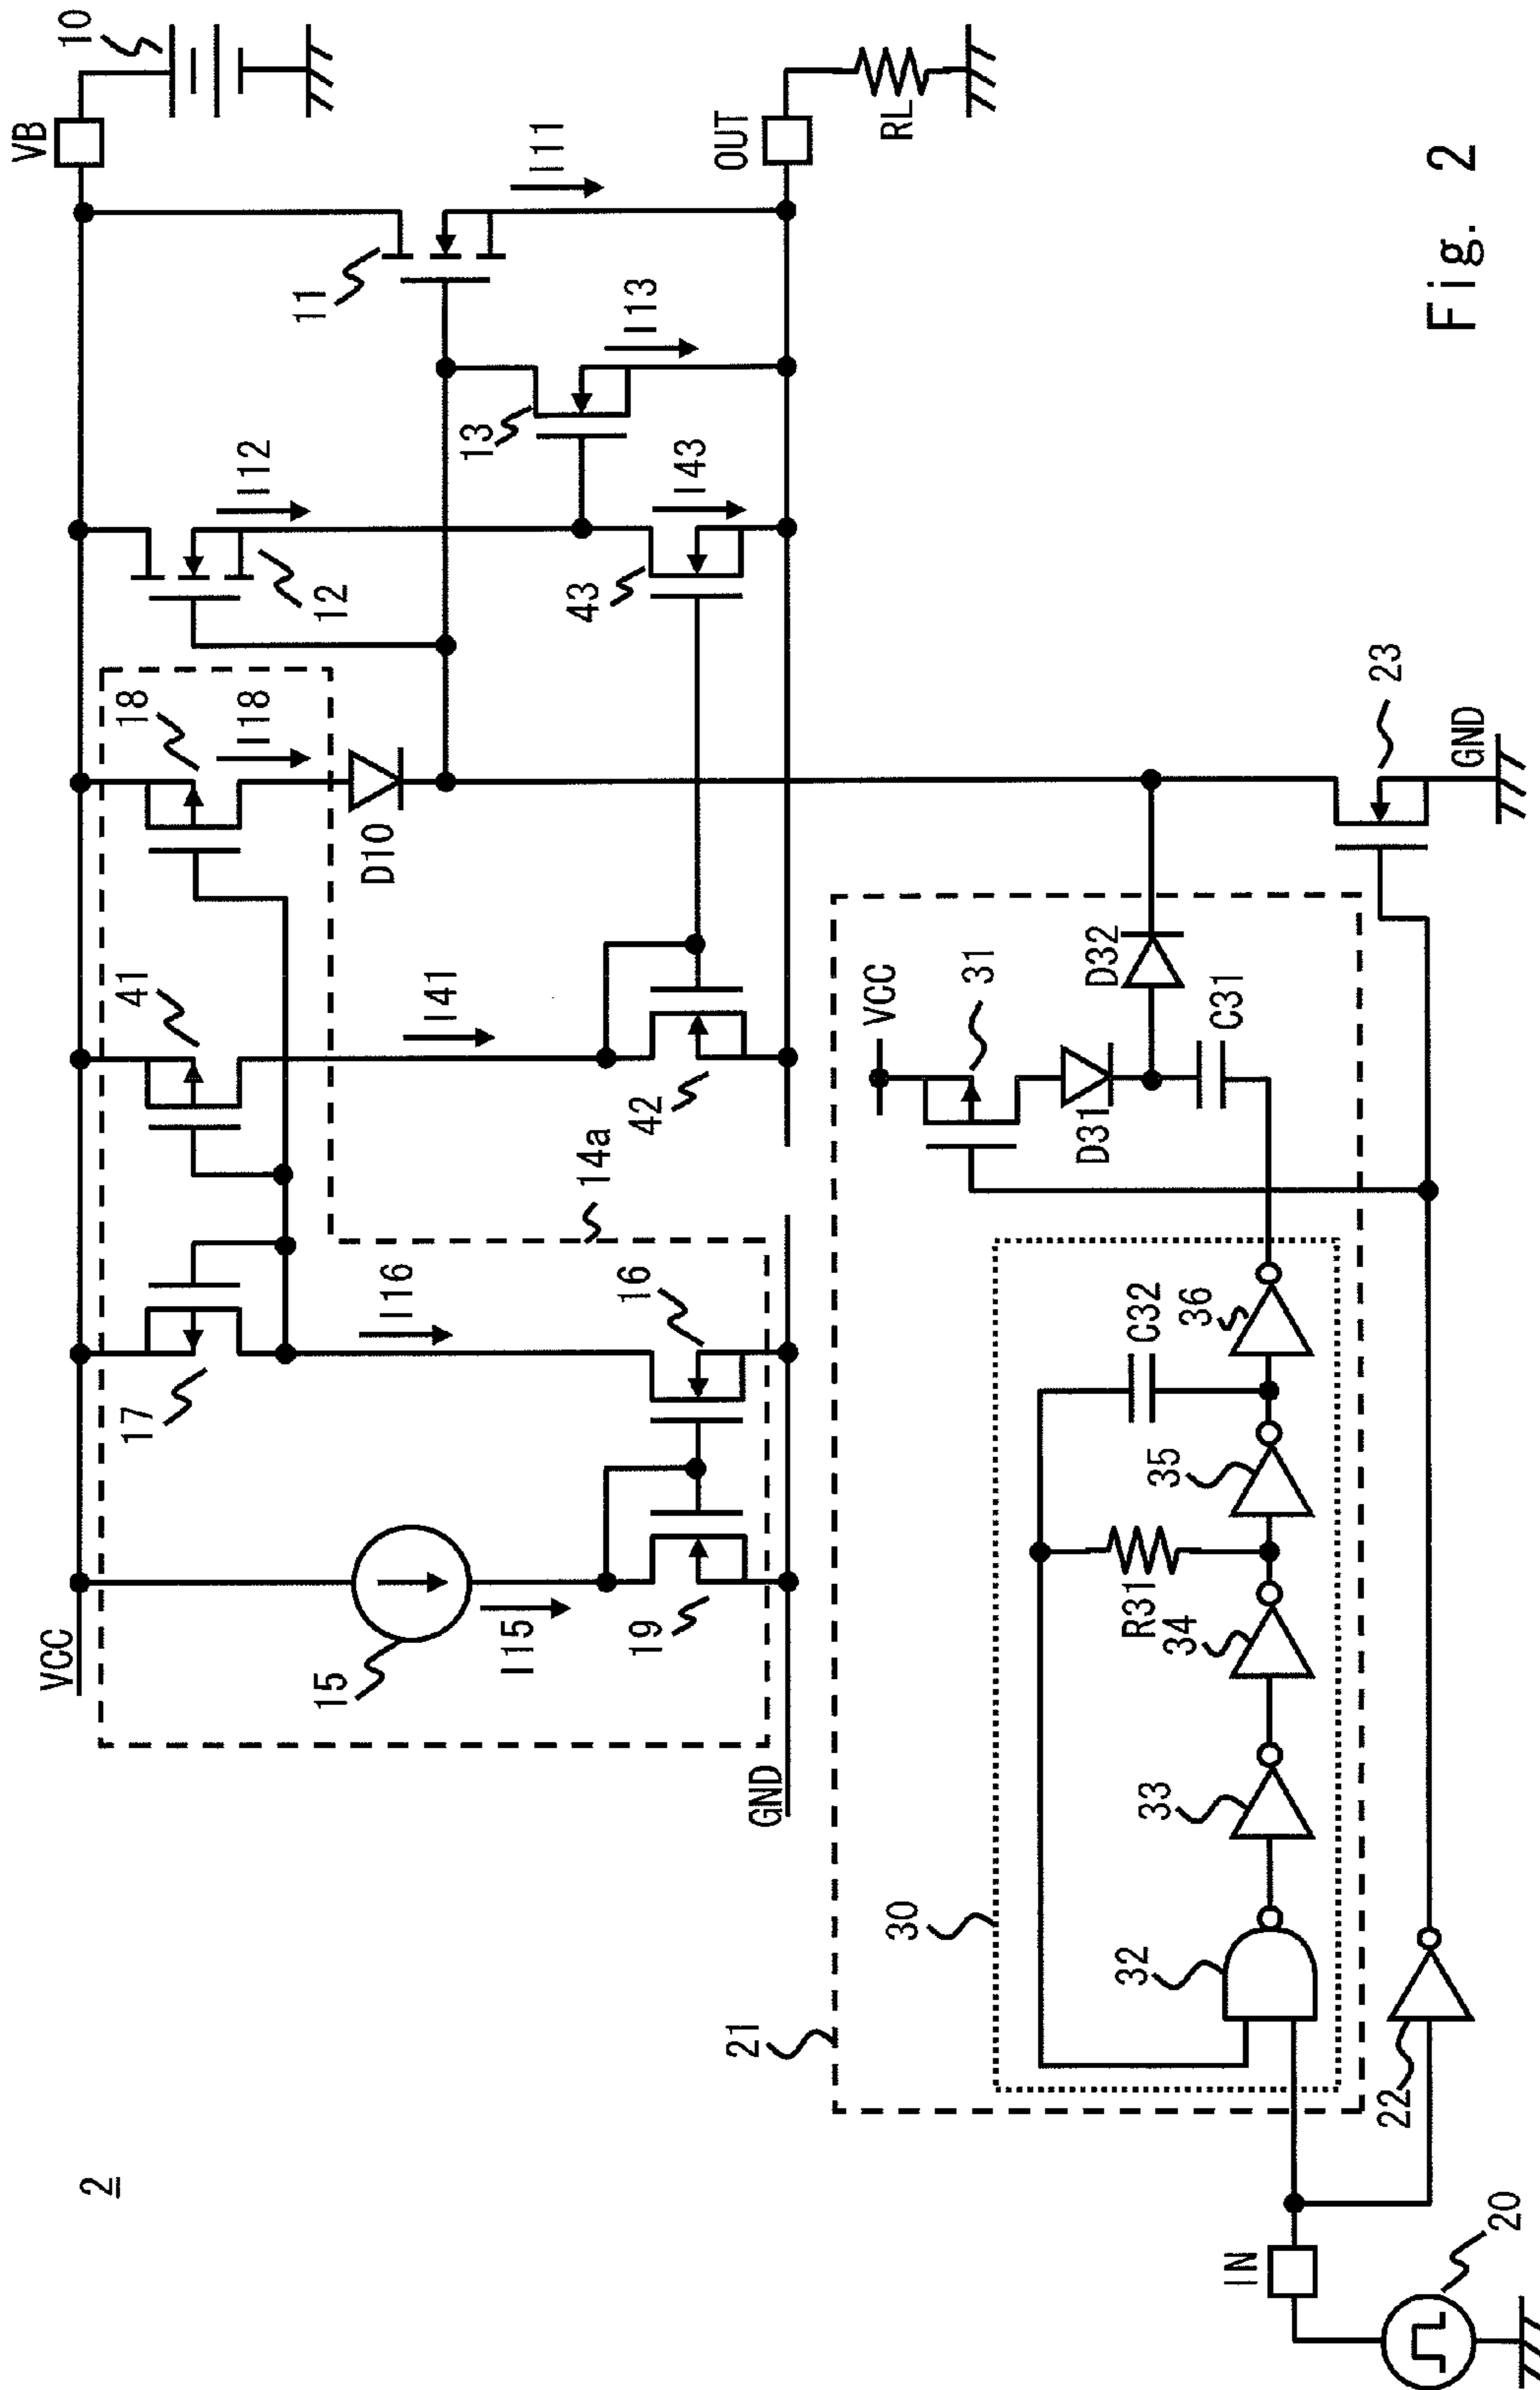 2
VCC
VB
10
17
41
18
12
I18
I12
11
I11
15
I15
I16
I41
D10
13
I13
19
16
14a
42
43
I43
OUT
RL
GND
21
30
VCC
31
D31
D32
C31
32
33
34
R31
35
C32
36
23
GND
IN
22
20
Fig. 2